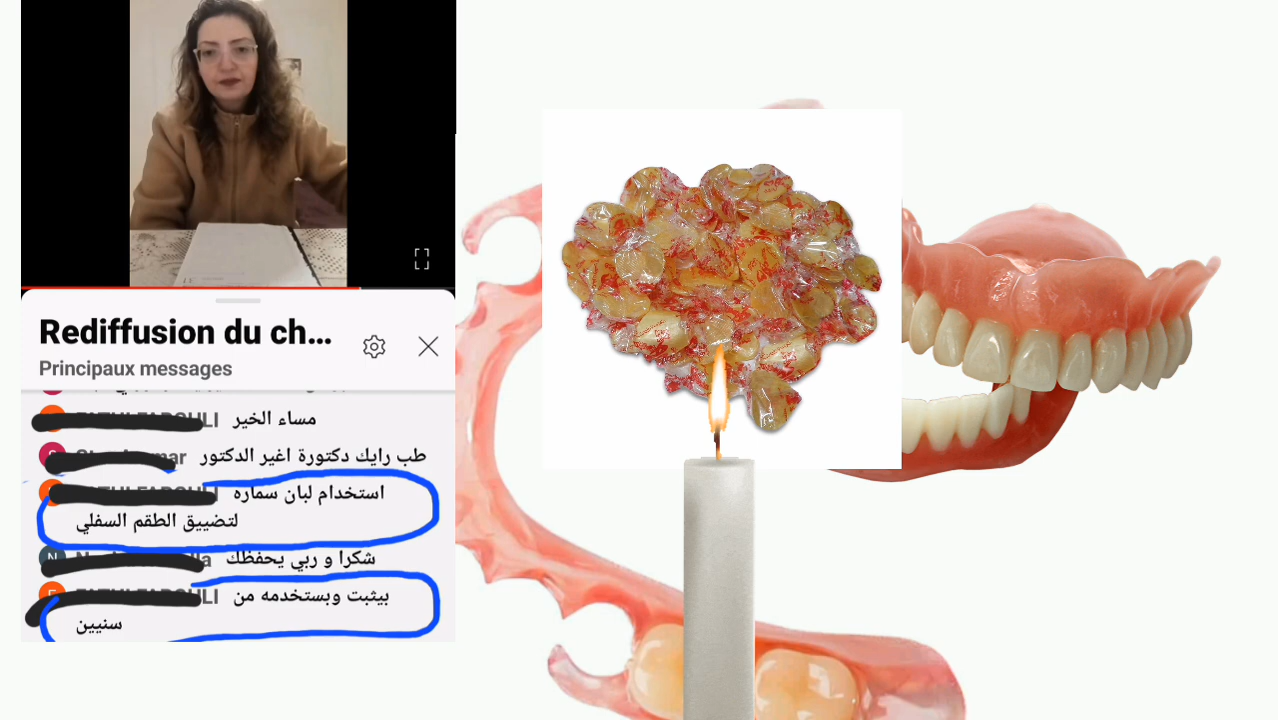 Rediffusion du ch...
Principaux messages
مساء الخير
طب رايك دكتورة اغير الدكتور
استخدام لبان سماره
لتضييق الطقم السفلي
شكرا و ربي يحفظك
بيثبت وبستخدمه من
سنيين